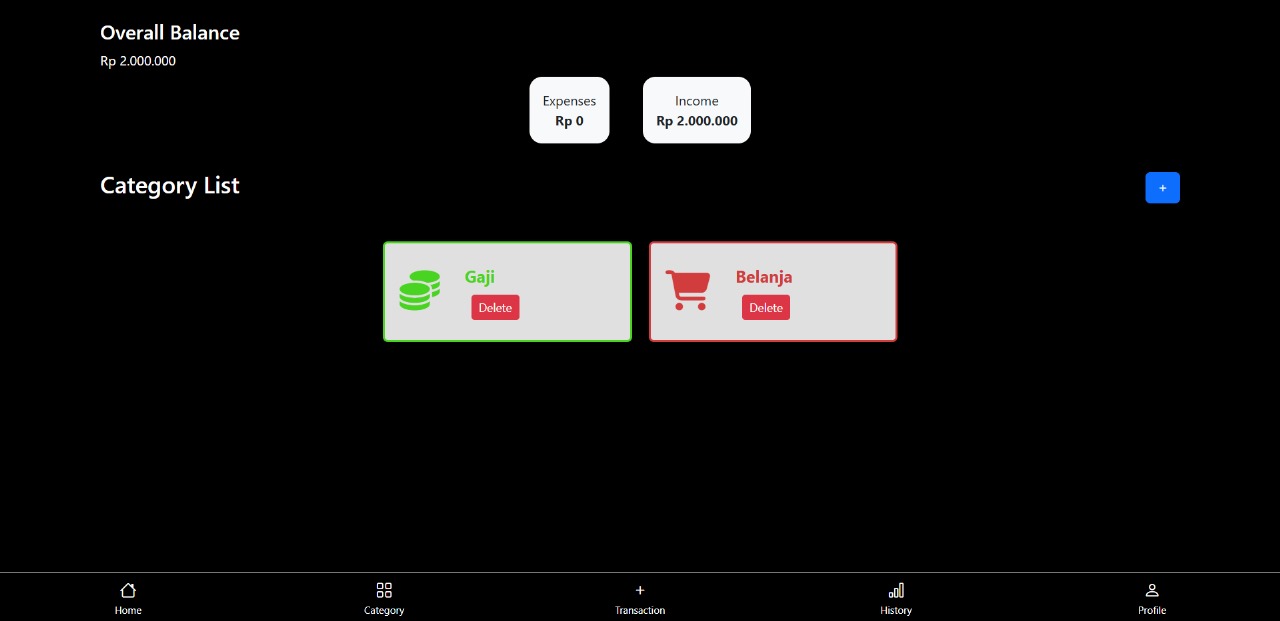 Overall Balance
Rp 2.000.000
Expenses
Rp 0
Income
Rp 2.000.000
Category List
+
Gaji
Delete
Belanja
Delete
Home
Category
+
Transaction
History
Profile